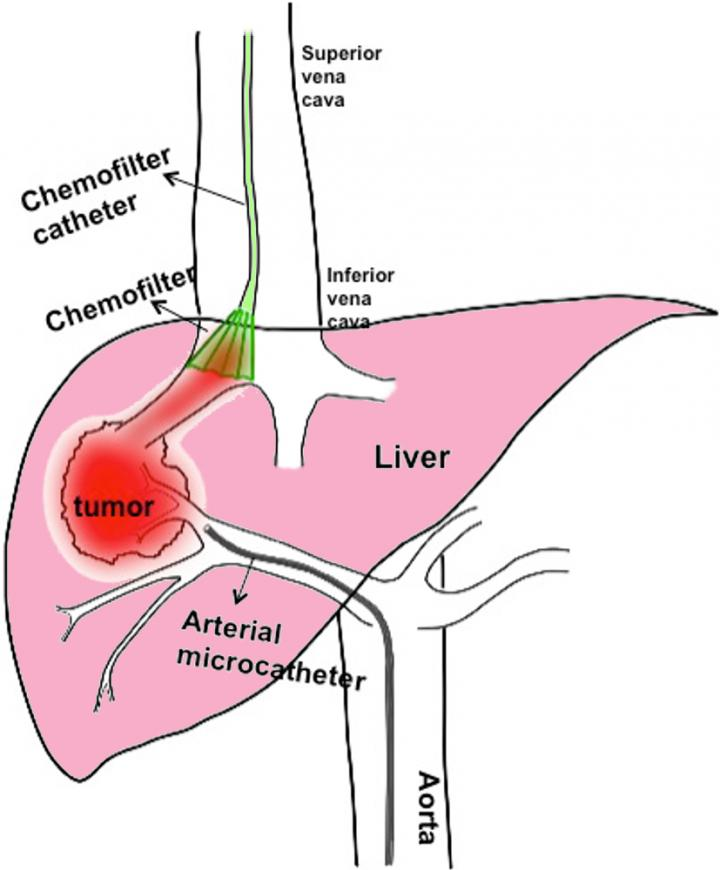 Superior
vena
cava
Chemofilter
catheter
Inferior
vena
cava
Chemofilter
Liver
tumor
Arterial
microcatheter
Aorta